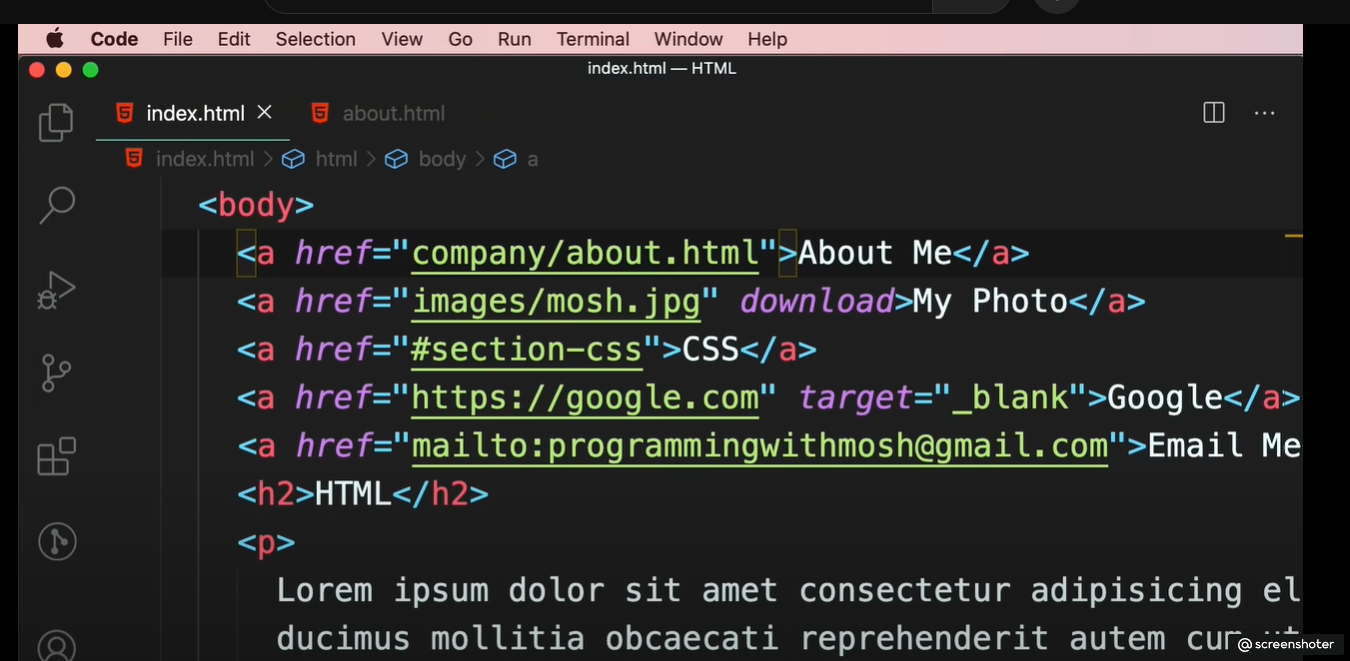 Code File Edit Selection View Go Run Terminal Window Help
index.html — HTML
index.html about.html
index.html > html > body > a
<body>
<a href="company/about.html">About Me</a>
<a href="images/mosh.jpg" download>My Photo</a>
<a href="#section-css">CSS</a>
<a href="https://google.com" target="_blank">Google</a>
<a href="mailto:programmingwithmosh@gmail.com">Email Me
<h2>HTML</h2>
<p>
Lorem ipsum dolor sit amet consectetur adipisicing el
ducimus mollitia obcaecati reprehenderit autem cum
@screenshoter